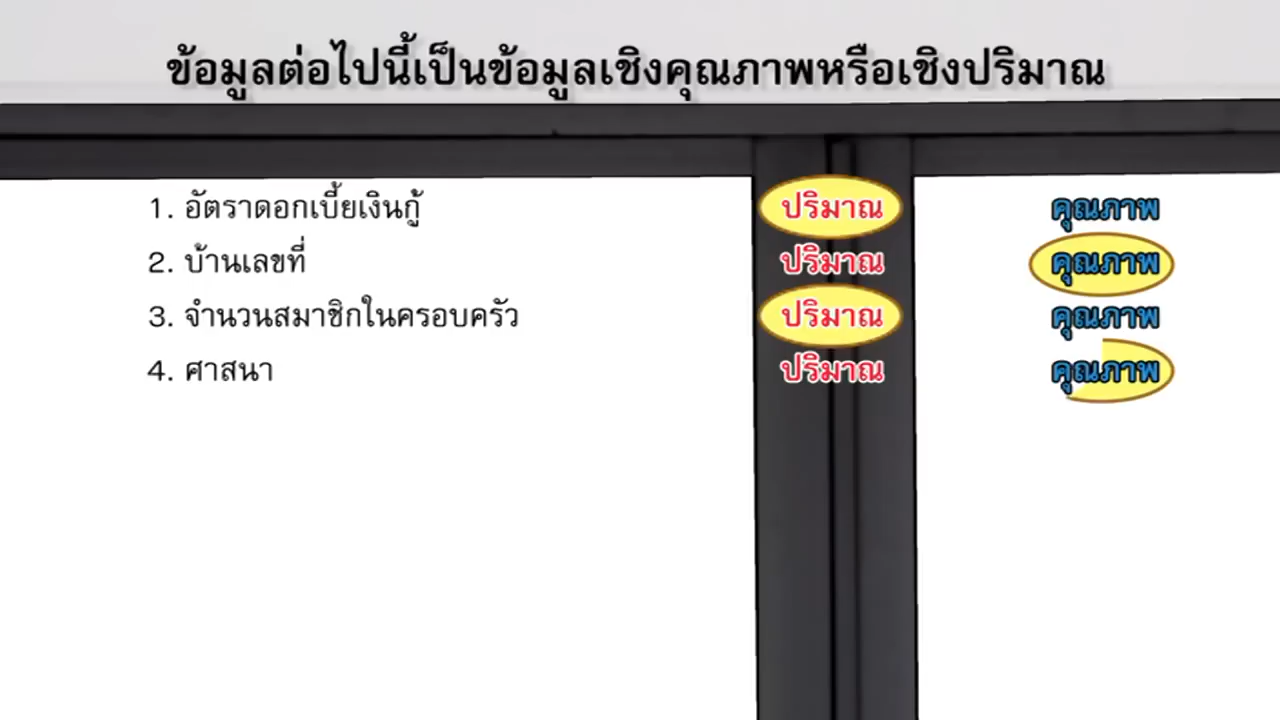 ข้อมูลต่อไปนี้เป็นข้อมูลเชิงคุณภาพหรือเชิงปริมาณ
1. อัตราดอกเบี้ยเงินกู้ ปริมาณ คุณภาพ
2. บ้านเลขที่ ปริมาณ คุณภาพ
3. จำนวนสมาชิกในครอบครัว ปริมาณ คุณภาพ
4. ศาสนา ปริมาณ คุณภาพ